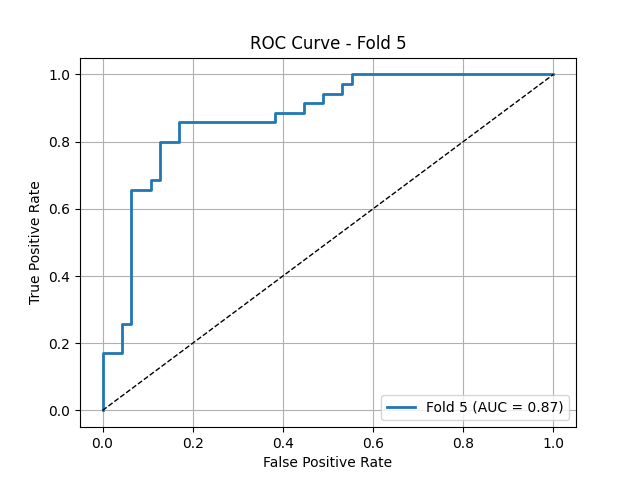 ROC Curve - Fold 5
True Positive Rate
1.0
0.8
0.6
0.4
0.2
0.0
Fold 5 (AUC = 0.87)
0.0 0.2 0.4 0.6 0.8 1.0
False Positive Rate